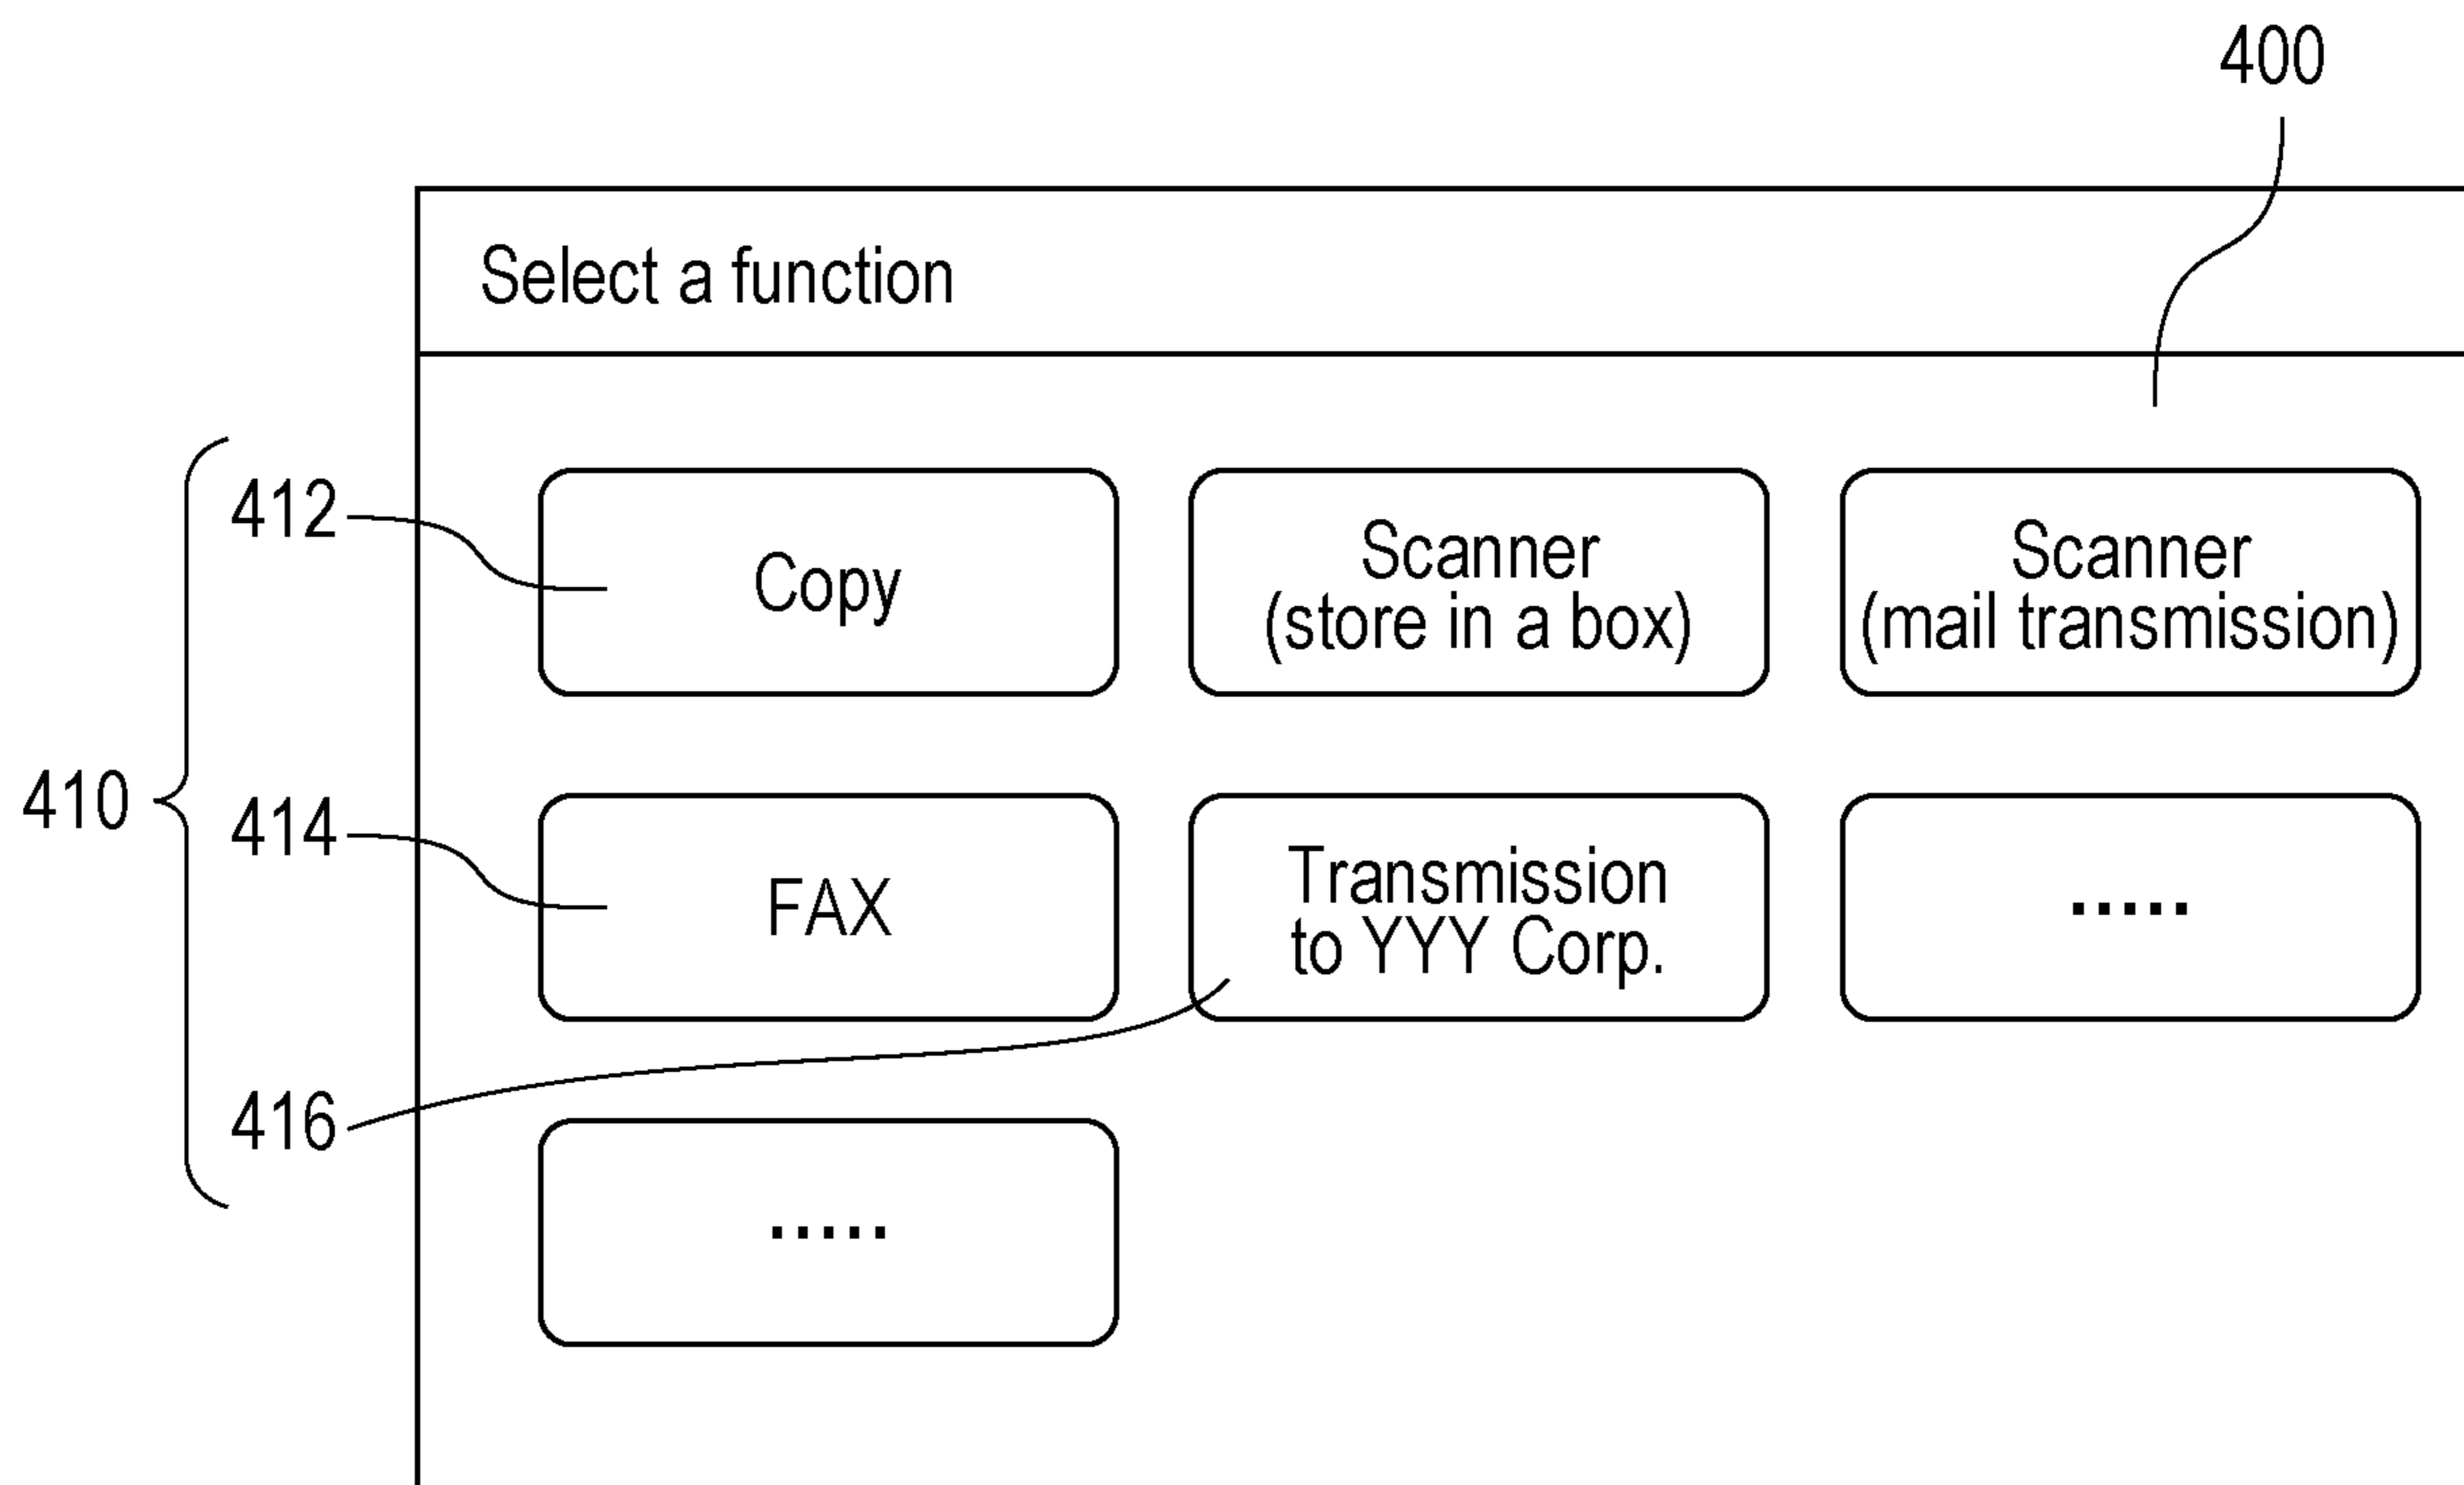 400
Select a function
412
Copy
Scanner
(store in a box)
Scanner
(mail transmission)
410
414
FAX
Transmission
to YYY Corp.
.....
416
.....